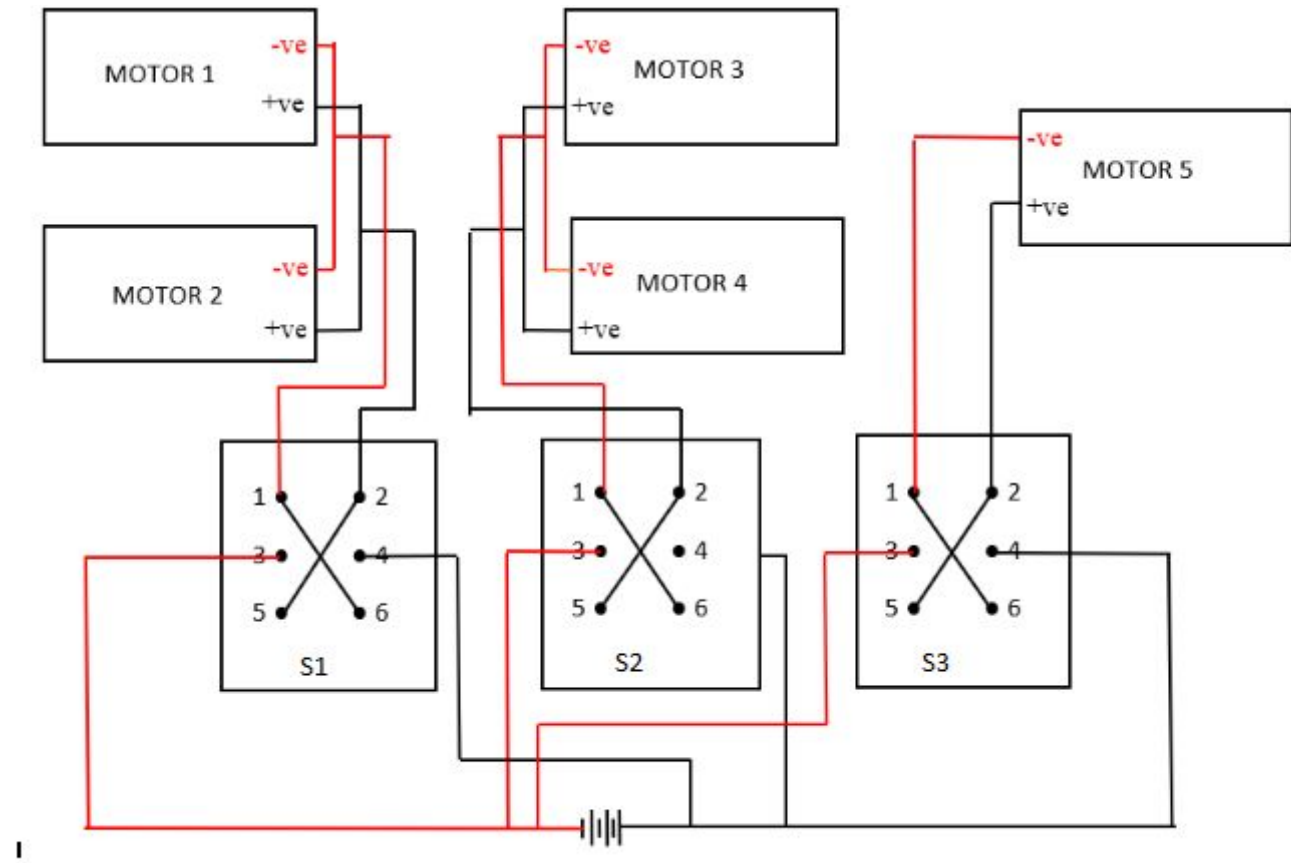 -ve
MOTOR 1
+ve
-ve
MOTOR 2
+ve
-ve
MOTOR 3
+ve
-ve
MOTOR 4
+ve
-ve
MOTOR 5
+ve
1 2
3 4
5 6
S1
1 2
3 4
5 6
S2
1 2
3 4
5 6
S3
I